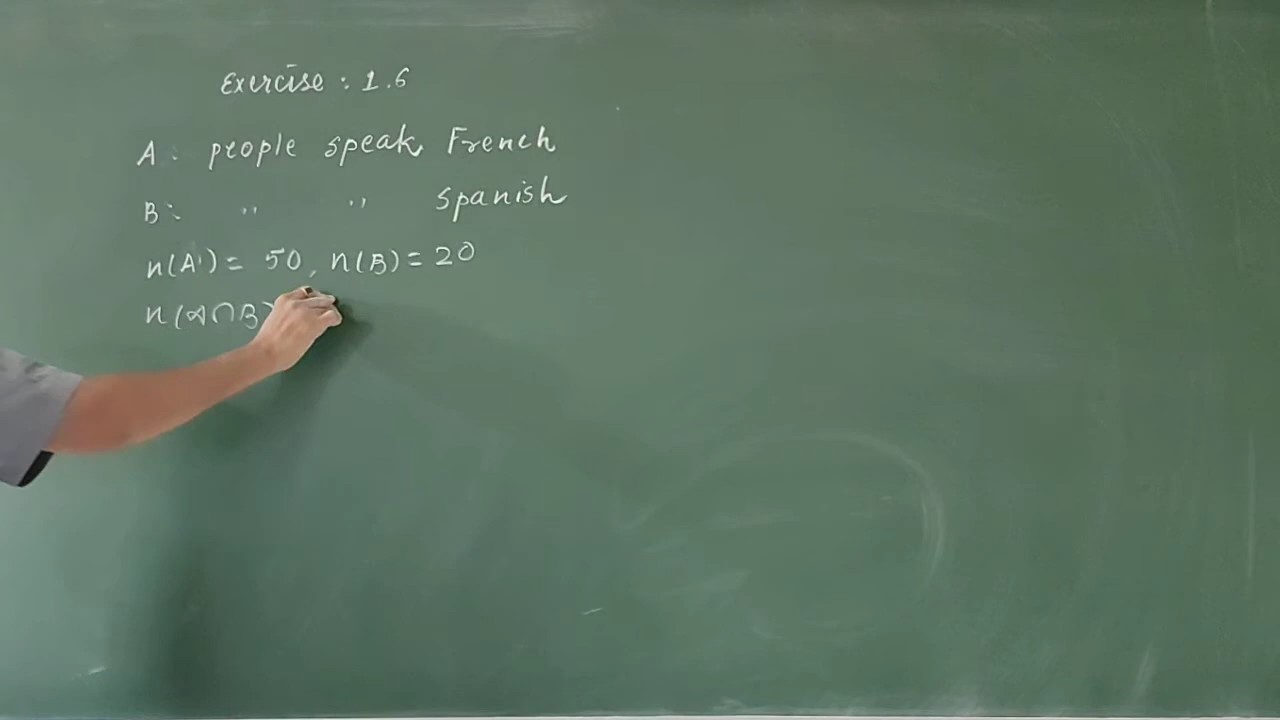 Exercise : 1.6
A : people speak French
B : " " Spanish
n(A) = 50, n(B) = 20
n(A∩B)